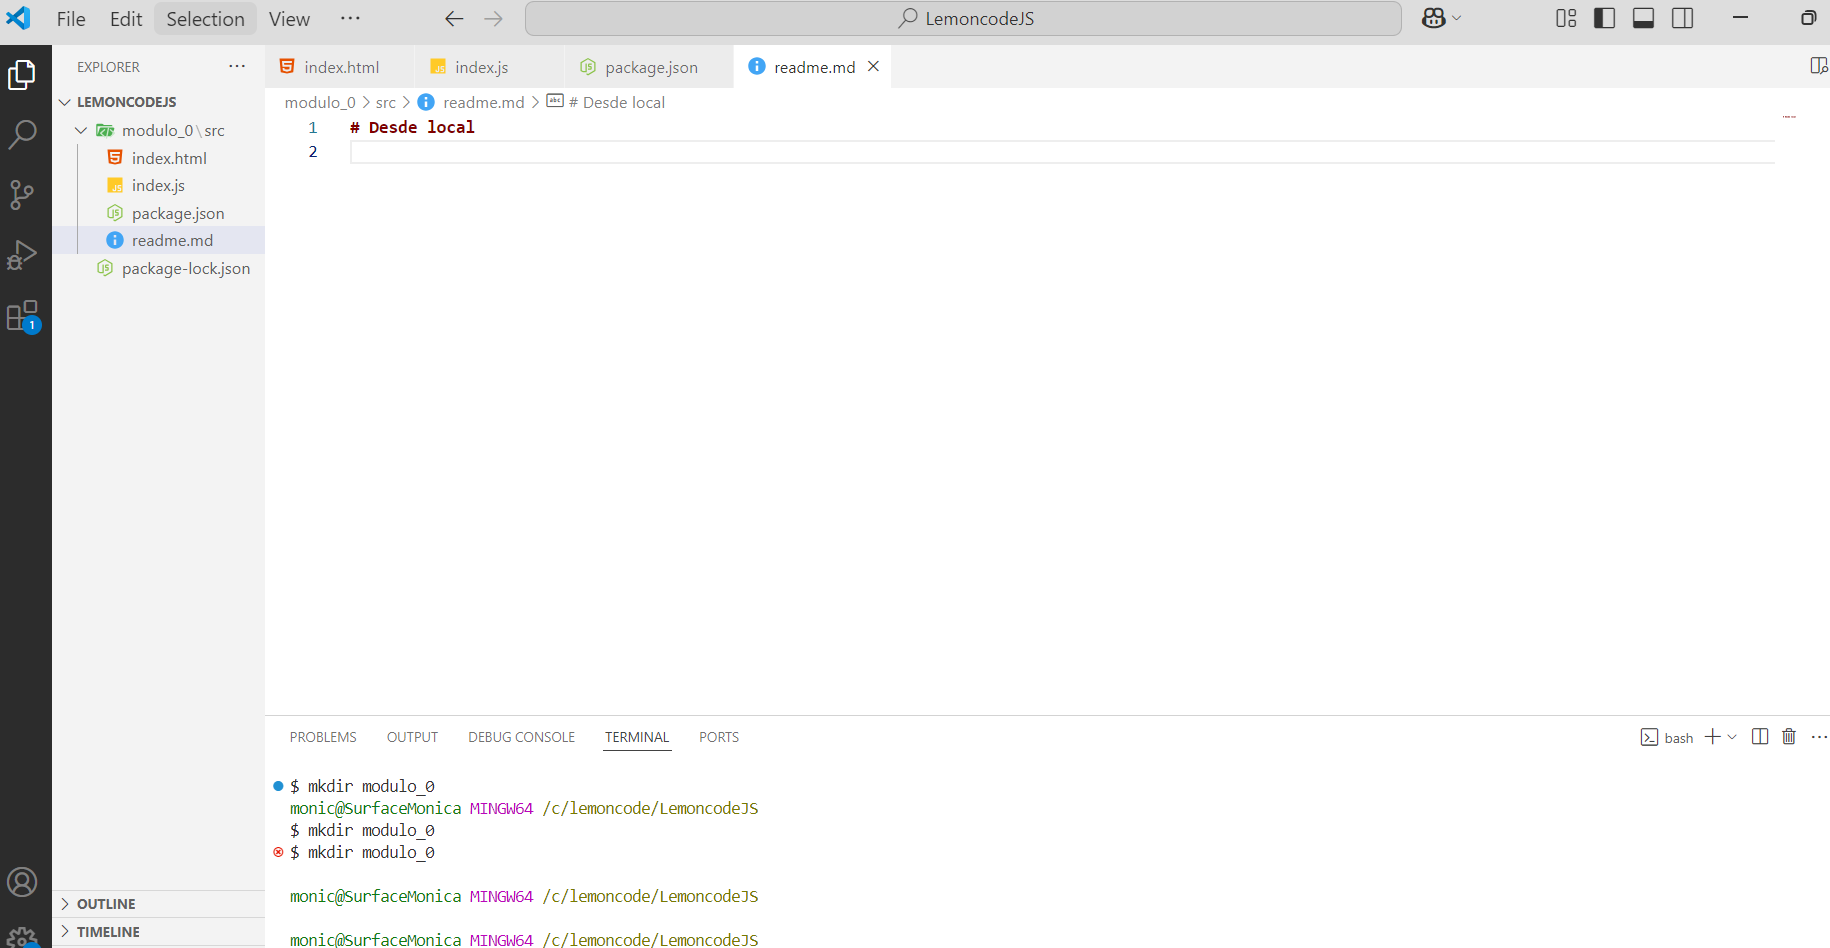 File Edit Selection View ··· LemoncodeJS
EXPLORER ···
LEMONCODEJS
modulo_0\src
index.html
index.js
package.json
readme.md
package-lock.json
1
OUTLINE
TIMELINE
index.html index.js package.json readme.md
modulo_0 > src > readme.md > # Desde local
1 # Desde local
2
PROBLEMS OUTPUT DEBUG CONSOLE TERMINAL PORTS bash
$ mkdir modulo_0
monic@SurfaceMonica MINGW64 /c/lemoncode/LemoncodeJS
$ mkdir modulo_0
$ mkdir modulo_0
monic@SurfaceMonica MINGW64 /c/lemoncode/LemoncodeJS
monic@SurfaceMonica MINGW64 /c/lemoncode/LemoncodeJS